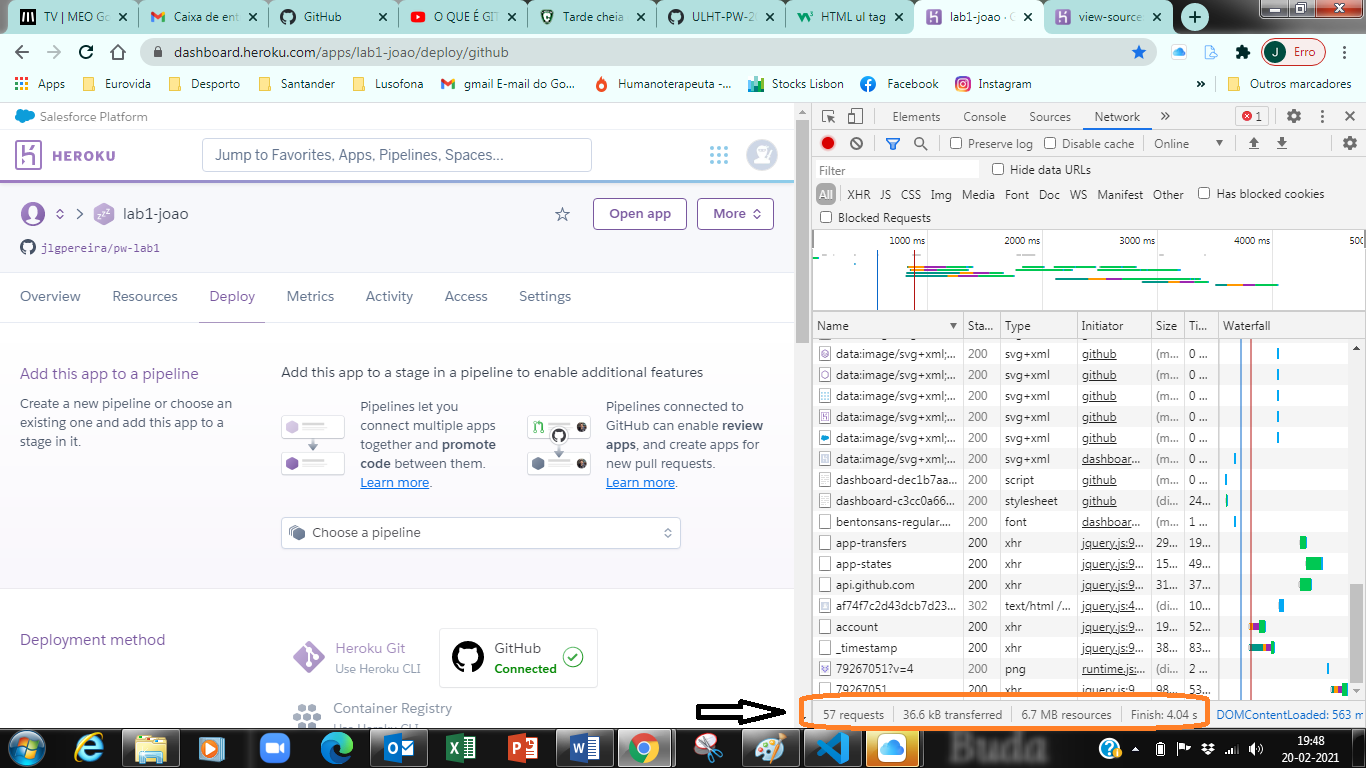 TV | MEO Go
Caixa de ent
GitHub
O QUE É GIT
Tarde cheia
ULHT-PW-20
HTML ul tag
lab1-joao · G
view-source
dashboard.heroku.com/apps/lab1-joao/deploy/github
J Erro
Apps
Eurovida
Desporto
Santander
Lusofona
gmail E-mail do Go...
Humanoterapeuta -...
Stocks Lisbon
Facebook
Instagram
»
Outros marcadores
Salesforce Platform
HEROKU
Jump to Favorites, Apps, Pipelines, Spaces...
lab1-joao
Open app
More
jlgpereira/pw-lab1
Overview Resources Deploy Metrics Activity Access Settings
Add this app to a pipeline
Create a new pipeline or choose an
existing one and add this app to a
stage in it.
Add this app to a stage in a pipeline to enable additional features
Pipelines let you
connect multiple apps
together and promote
code between them.
Learn more.
Pipelines connected to
GitHub can enable review
apps, and create apps for
new pull requests.
Learn more.
Choose a pipeline
Deployment method
Heroku Git
Use Heroku CLI
GitHub
Connected
Container Registry
Use Heroku CLI
Elements Console Sources Network » 1
Preserve log Disable cache Online
Filter Hide data URLs
All XHR JS CSS Img Media Font Doc WS Manifest Other Has blocked cookies
Blocked Requests
1000 ms 2000 ms 3000 ms 4000 ms 500
Name Sta... Type Initiator Size Ti... Waterfall
data:image/svg+xml;... 200 svg+xml github (m... 0 ...
data:image/svg+xml;... 200 svg+xml github (m... 0 ...
data:image/svg+xml;... 200 svg+xml github (m... 0 ...
data:image/svg+xml;... 200 svg+xml github (m... 0 ...
data:image/svg+xml;... 200 svg+xml github (m... 0 ...
data:image/svg+xml;... 200 svg+xml dashboar... (m... 0 ...
dashboard-dec1b7aa... 200 script github (m... 0 ...
dashboard-c3cc0a66... 200 stylesheet github (di... 24...
bentonsans-regular.... 200 font dashboar... (m... 1 ...
app-transfers 200 xhr jquery.js:9... 29... 19...
app-states 200 xhr jquery.js:9... 15... 49...
api.github.com 200 xhr jquery.js:9... 31... 37...
af74f7c2d43dcb7d23... 302 text/html /... jquery.js:4... (di... 10...
account 200 xhr jquery.js:9... 19... 52...
_timestamp 200 xhr jquery.js:9... 38... 83...
79267051?v=4 200 png runtime.js:... (di... 2 ...
79267051 200 xhr jquery.js:9... 98... 53...
57 requests 36.6 kB transferred 6.7 MB resources Finish: 4.04 s DOMContentLoaded: 563 m
Buda
19:48
20-02-2021